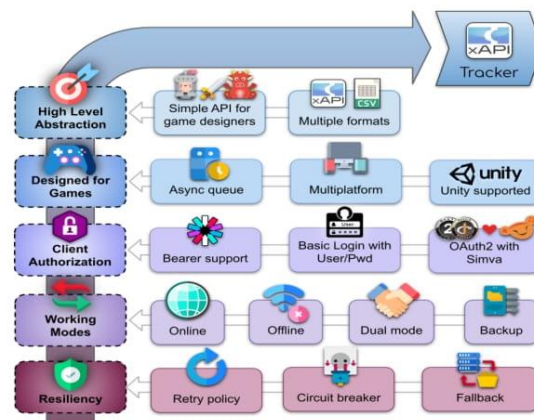 xAPI
Tracker
High Level
Abstraction
Simple API for
game designers
xAPI
CSV
Multiple formats
Designed for
Games
Async queue
Multiplatform
unity
Unity supported
Client
Authorization
Bearer support
User
Basic Login with
User/Pwd
2
OAuth2 with
Simva
Working
Modes
Online
Offline
Dual mode
Backup
Resiliency
Retry policy
Circuit breaker
Fallback